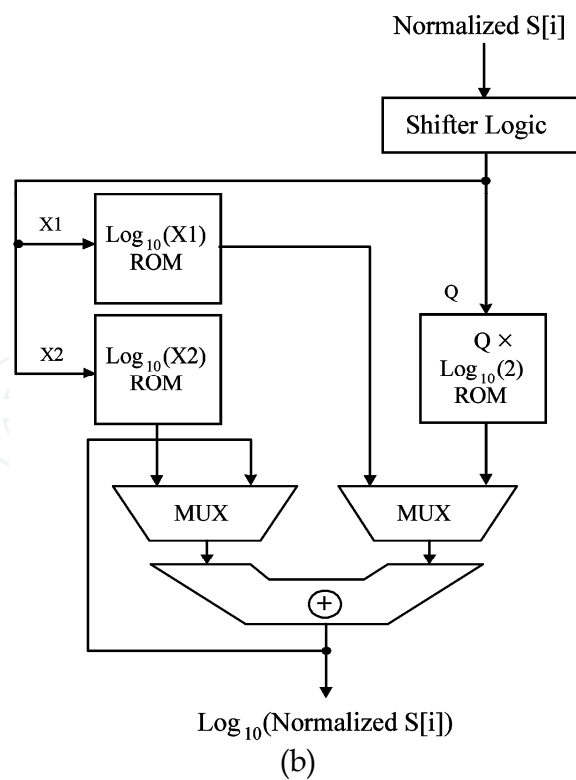 Normalized S[i]
Shifter Logic
X1
Log₁₀(X1)
ROM
Q
X2
Log₁₀(X2)
ROM
Q ×
Log₁₀(2)
ROM
MUX
MUX
+
Log₁₀(Normalized S[i])
(b)